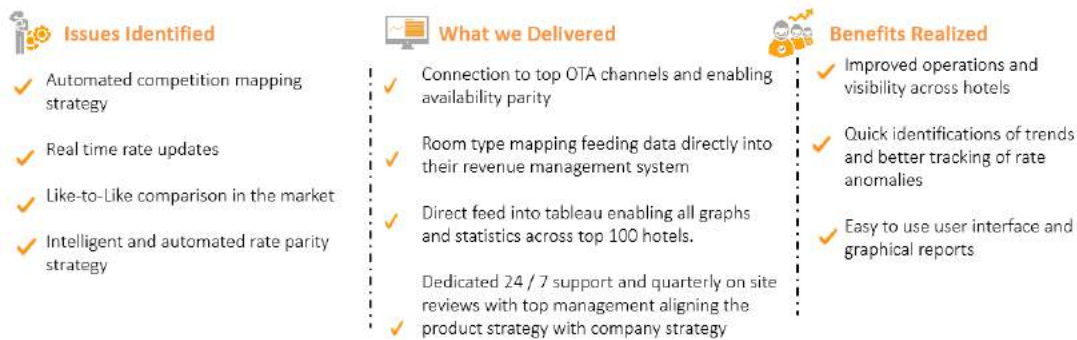 Issues Identified
Automated competition mapping
strategy
Real time rate updates
Like-to-Like comparison in the market
Intelligent and automated rate parity
strategy
What we Delivered
Connection to top OTA channels and enabling
availability parity
Room type mapping feeding data directly into
their revenue management system
Direct feed into tableau enabling all graphs
and statistics across top 100 hotels.
Dedicated 24 / 7 support and quarterly on site
reviews with top management aligning the
product strategy with company strategy
Benefits Realized
Improved operations and
visibility across hotels
Quick identifications of trends
and better tracking of rate
anomalies
Easy to use user interface and
graphical reports